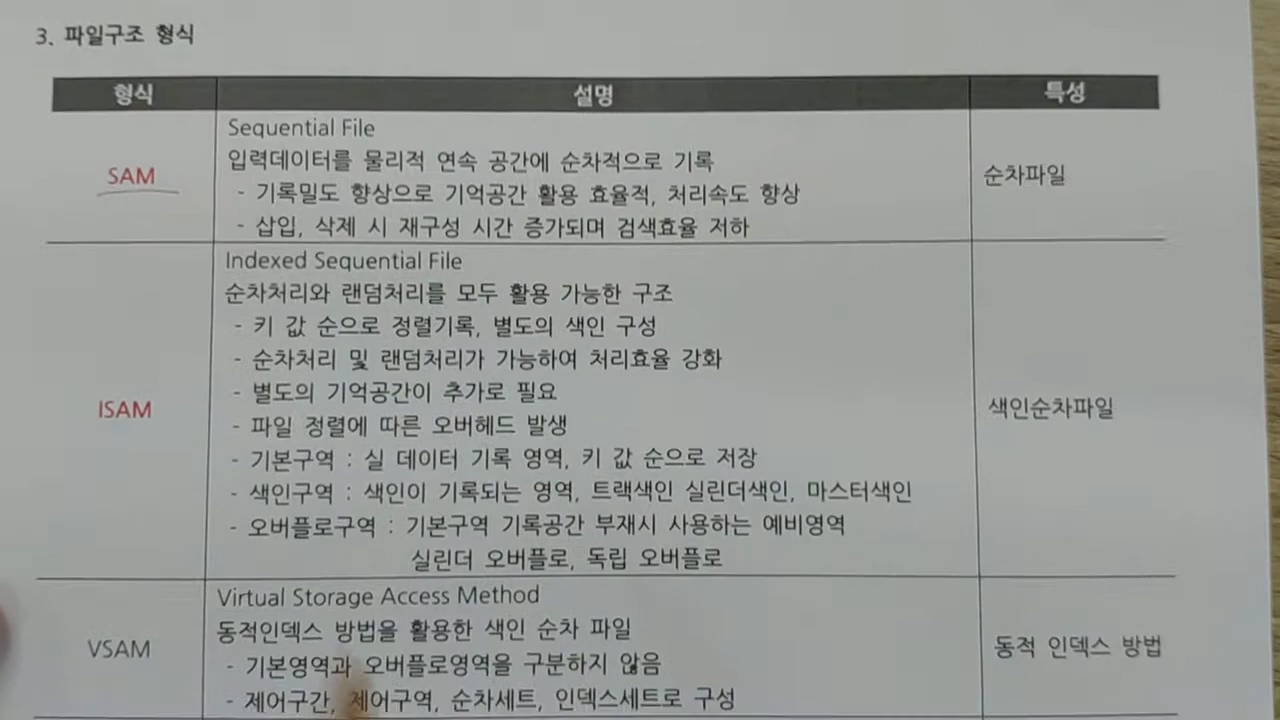 3. 파일구조 형식
형식 설명 특성
Sequential File
입력데이터를 물리적 연속 공간에 순차적으로 기록
SAM
- 기록밀도 향상으로 기억공간 활용 효율적, 처리속도 향상
순차파일
- 삽입, 삭제 시 재구성 시간 증가되며 검색효율 저하
Indexed Sequential File
순차처리와 랜덤처리를 모두 활용 가능한 구조
- 키 값 순으로 정렬기록, 별도의 색인 구성
- 순차처리 및 랜덤처리가 가능하여 처리효율 강화
- 별도의 기억공간이 추가로 필요
ISAM
색인순차파일
- 파일 정렬에 따른 오버헤드 발생
- 기본구역 : 실 데이터 기록 영역, 키 값 순으로 저장
- 색인구역 : 색인이 기록되는 영역, 트랙색인 실린더색인, 마스터색인
- 오버플로구역 : 기본구역 기록공간 부재시 사용하는 예비영역
실린더 오버플로, 독립 오버플로
Virtual Storage Access Method
동적인덱스 방법을 활용한 색인 순차 파일
VSAM
동적 인덱스 방법
- 기본영역과 오버플로영역을 구분하지 않음
- 제어구간, 제어구역, 순차세트, 인덱스세트로 구성